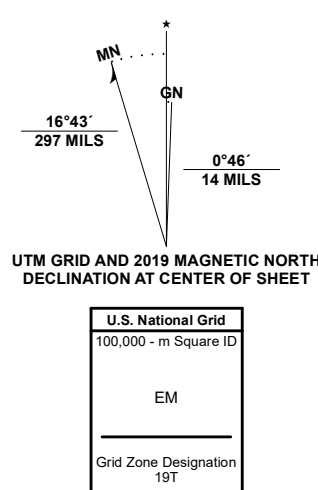 ★
MN
GN
16°43´
297 MILS
0°46´
14 MILS
UTM GRID AND 2019 MAGNETIC NORTH
DECLINATION AT CENTER OF SHEET
U.S. National Grid
100,000 - m Square ID
EM
Grid Zone Designation
19T